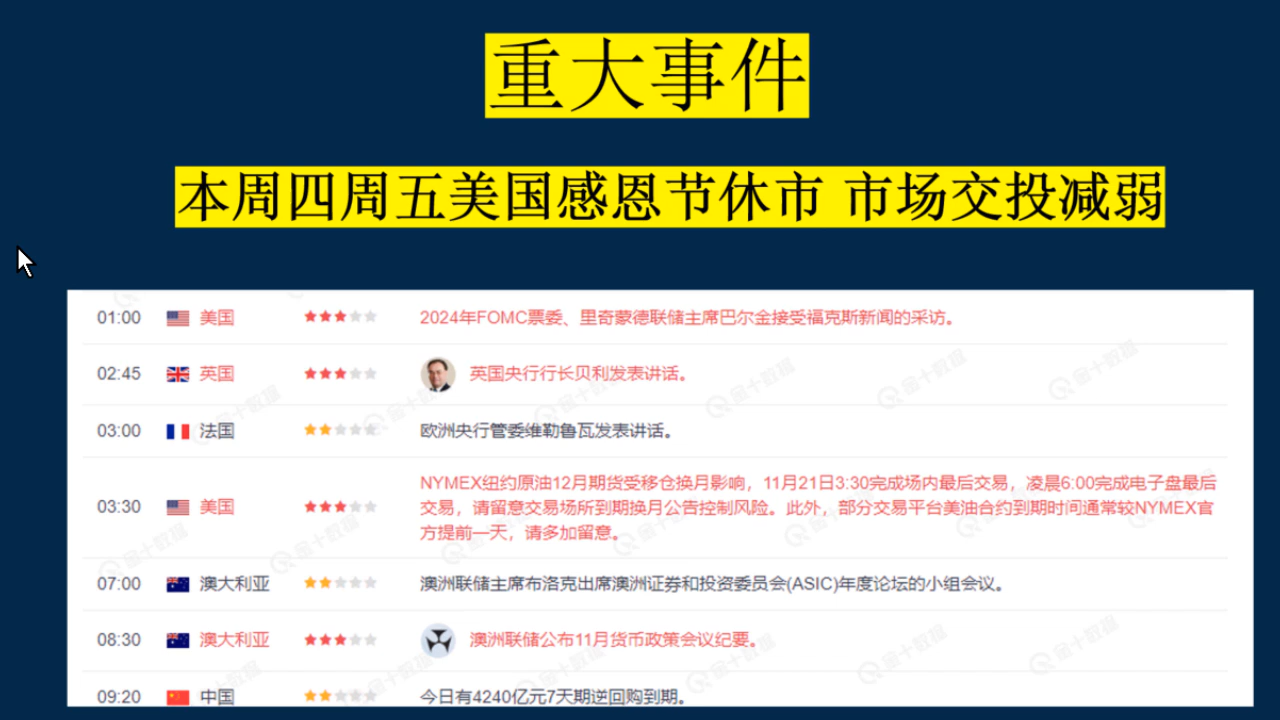 重大事件
本周四周五美国感恩节休市 市场交投减弱
01:00 美国 2024年FOMC票委、里奇蒙德联储主席巴尔金接受福克斯新闻的采访。
02:45 英国 英国央行行长贝利发表讲话。
03:00 法国 欧洲央行管委维勒鲁瓦发表讲话。
03:30 美国 NYMEX纽约原油12月期货受移仓换月影响，11月21日3:30完成场内最后交易，凌晨6:00完成电子盘最后
交易，请留意交易场所到期换月公告控制风险。此外，部分交易平台美油合约到期时间通常较NYMEX官
方提前一天，请多加留意。
07:00 澳大利亚 澳洲联储主席布洛克出席澳洲证券和投资委员会(ASIC)年度论坛的小组会议。
08:30 澳大利亚 澳洲联储公布11月货币政策会议纪要。
09:20 中国 今日有4240亿元7天期逆回购到期。
金十数据